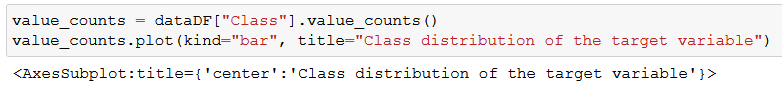 value_counts = dataDF["Class"].value_counts()
value_counts.plot(kind="bar", title="Class distribution of the target variable")
<AxesSubplot:title={'center':'Class distribution of the target variable'}>